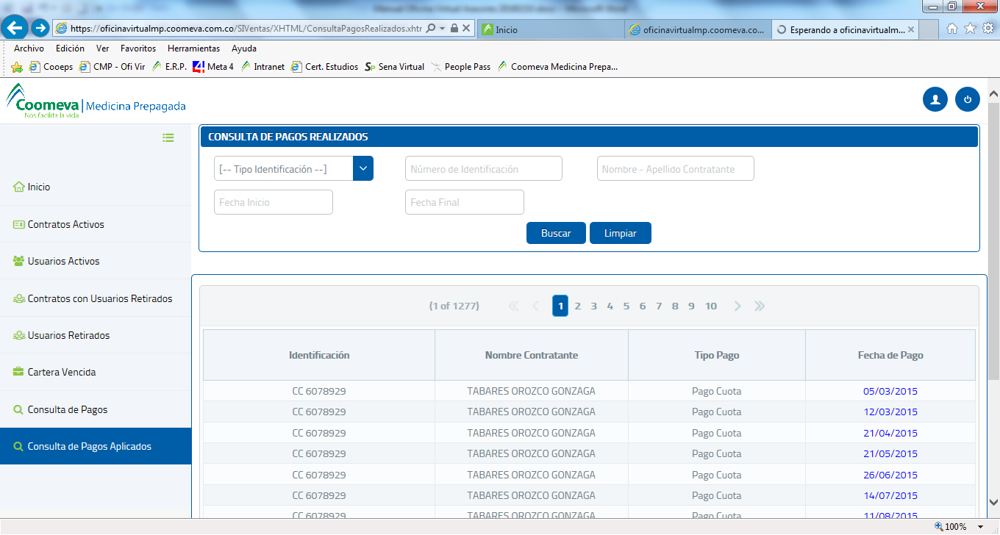 https://oficinavirtualmp.coomeva.com.co/SIVentas/XHTML/ConsultaPagosRealizados.xhtr
Inicio
oficinavirtualmp.coomeva.co...
Esperando a oficinavirtualm...
Archivo Edición Ver Favoritos Herramientas Ayuda
Cooeps CMP - Ofi Vir E.R.P. Meta 4 Intranet Cert. Estudios Sena Virtual People Pass Coomeva Medicina Prepa...
Coomeva | Medicina Prepagada
Nos facilita la vida
Inicio
Contratos Activos
Usuarios Activos
Contratos con Usuarios Retirados
Usuarios Retirados
Cartera Vencida
Consulta de Pagos
Consulta de Pagos Aplicados
CONSULTA DE PAGOS REALIZADOS
[-- Tipo Identificación --] Número de Identificación Nombre - Apellido Contratante
Fecha Inicio Fecha Final
Buscar Limpiar
(1 of 1277) 1 2 3 4 5 6 7 8 9 10
Identificación Nombre Contratante Tipo Pago Fecha de Pago
CC 6078929 TABARES OROZCO GONZAGA Pago Cuota 05/03/2015
CC 6078929 TABARES OROZCO GONZAGA Pago Cuota 12/03/2015
CC 6078929 TABARES OROZCO GONZAGA Pago Cuota 21/04/2015
CC 6078929 TABARES OROZCO GONZAGA Pago Cuota 21/05/2015
CC 6078929 TABARES OROZCO GONZAGA Pago Cuota 26/06/2015
CC 6078929 TABARES OROZCO GONZAGA Pago Cuota 14/07/2015
CC 6078929 TABARES OROZCO GONZAGA Pago Cuota 11/08/2015
100%